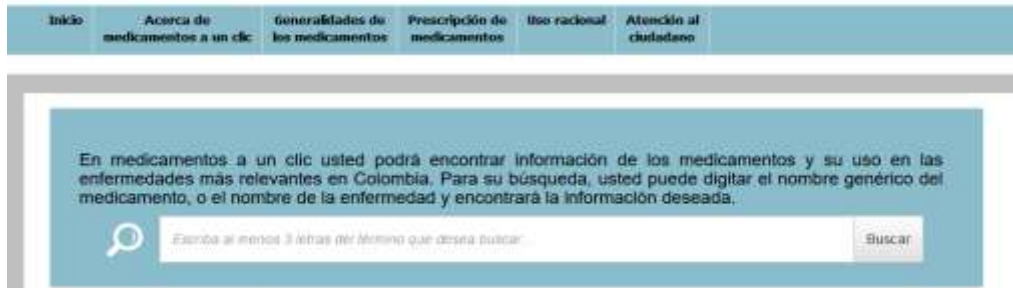 Inicio
Acerca de
medicamentos a un clic
Generalidades de
los medicamentos
Prescripción de
medicamentos
Uso racional
Atención al
ciudadano
En medicamentos a un clic usted podrá encontrar información de los medicamentos y su uso en las
enfermedades más relevantes en Colombia. Para su búsqueda, usted puede digitar el nombre genérico del
medicamento, o el nombre de la enfermedad y encontrará la información deseada.
Escriba al menos 3 letras del término que desea buscar...
Buscar